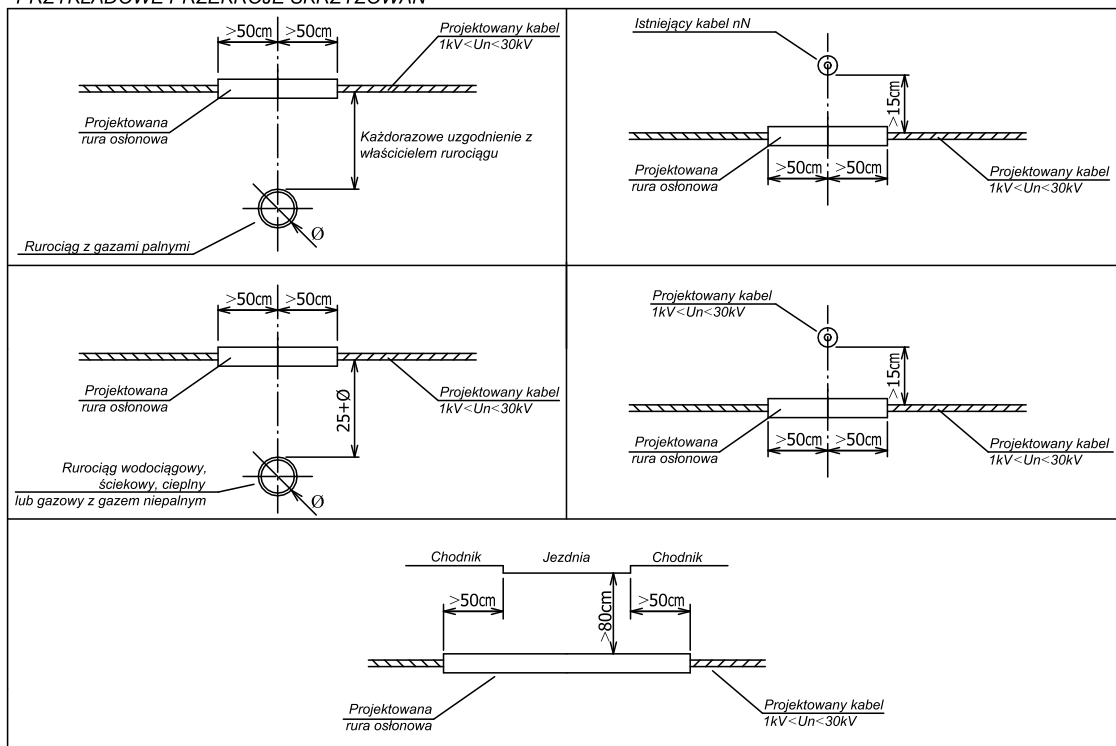 PRZYKŁADOWE PRZEKROJE SKRZYŻOWAŃ
>50cm >50cm
Projektowany kabel
1kV<Un<30kV
Projektowana
rura osłonowa
Każdorazowe uzgodnienie z
właścicielem rurociągu
Ø
Rurociąg z gazami palnymi
Istniejący kabel nN
>15cm
Projektowana
rura osłonowa
>50cm >50cm
Projektowany kabel
1kV<Un<30kV
>50cm >50cm
Projektowana
rura osłonowa
Projektowany kabel
1kV<Un<30kV
25+Ø
Rurociąg wodociągowy,
ściekowy, cieplny
lub gazowy z gazem niepalnym
Ø
Projektowany kabel
1kV<Un<30kV
>15cm
Projektowana
rura osłonowa
>50cm >50cm
Projektowany kabel
1kV<Un<30kV
Chodnik Jezdnia Chodnik
>50cm >80cm >50cm
Projektowana
rura osłonowa
Projektowany kabel
1kV<Un<30kV